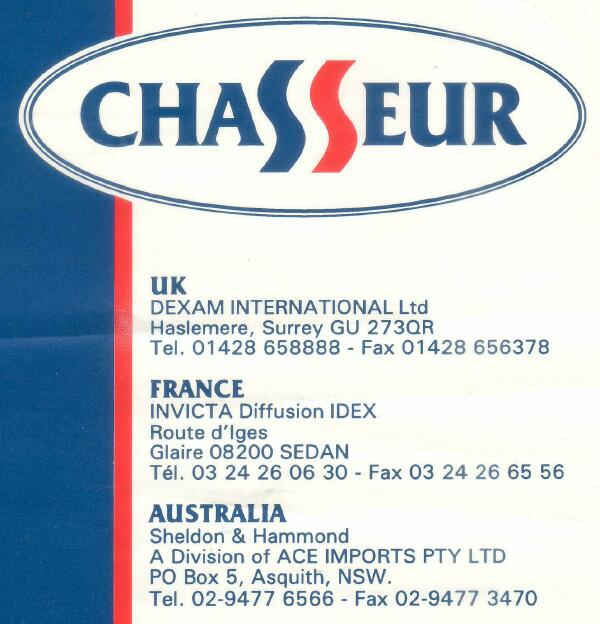 CHASSEUR
UK
DEXAM INTERNATIONAL Ltd
Haslemere, Surrey GU 273QR
Tel. 01428 658888 - Fax 01428 656378
FRANCE
INVICTA Diffusion IDEX
Route d'Iges
Glaire 08200 SEDAN
Tél. 03 24 26 06 30 - Fax 03 24 26 65 56
AUSTRALIA
Sheldon & Hammond
A Division of ACE IMPORTS PTY LTD
PO Box 5, Asquith, NSW.
Tel. 02-9477 6566 - Fax 02-9477 3470